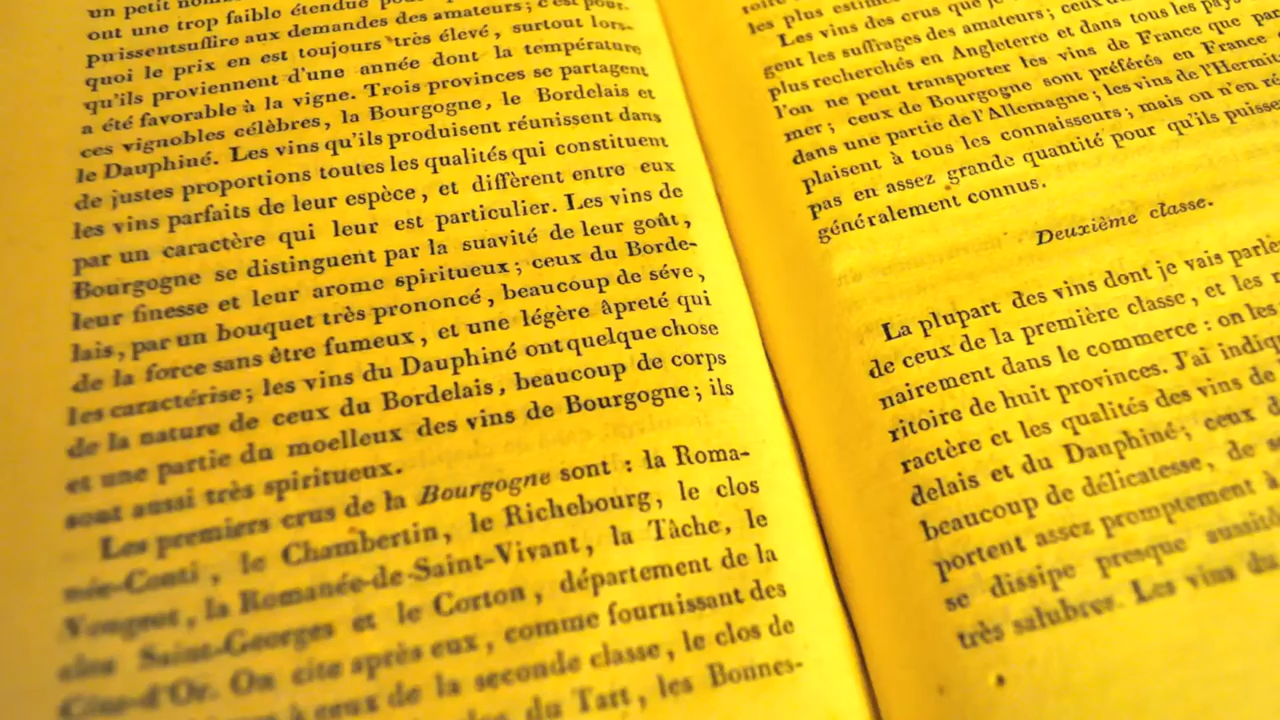 un petit
ont une trop faible étendue
puissentsuffire aux demandes des amateurs; c'est pour-
quoi le prix en est toujours très élevé, surtout lors-
qu'ils proviennent d'une année dont la température
a été favorable à la vigne. Trois provinces se partagent
ces vignobles célèbres, la Bourgogne, le Bordelais et
le Dauphiné. Les vins qu'ils produisent réunissent dans
de justes proportions toutes les qualités qui constituent
les vins parfaits de leur espèce, et diffèrent entre eux
par un caractère qui leur est particulier. Les vins de
Bourgogne se distinguent par la suavité de leur goût,
leur finesse et leur arome spiritueux; ceux du Borde-
lais, par un bouquet très prononcé, beaucoup de séve,
de la force sans être fumeux, et une légère âpreté qui
les caractérise; les vins du Dauphiné ont quelque chose
de la nature de ceux du Bordelais, beaucoup de corps
et une partie du moelleux des vins de Bourgogne; ils
sont aussi très spiritueux.
Les premiers crus de la Bourgogne sont : la Roma-
née-Conti, le Chambertin, le Richebourg, le clos
Vougeot, la Romanée-de-Saint-Vivant, la Tâche, le
clos Saint-Georges et le Corton, département de la
Côte-d'Or. On cite après eux, comme fournissant des
à ceux de la seconde classe, le clos de
du Tart, les Bonnes-
les plus
Les vins des crus que je
gent les suffrages des amateurs; ceux
plus recherchés en Angleterre et dans tous les pays
l'on ne peut transporter les vins de France que par
mer; ceux de Bourgogne sont préférés en France
dans une partie de l'Allemagne; les vins de l'Hermit
plaisent à tous les connaisseurs; mais on n'en ré
pas en assez grande quantité pour qu'ils puisse
généralement connus.
Deuxième classe.
La plupart des vins dont je vais parle
de ceux de la première classe, et les
nairement dans le commerce : on les
ritoire de huit provinces. J'ai indiq
ractère et les qualités des vins de
delais et du Dauphiné; ceux
beaucoup de délicatesse, de
portent assez promptement à
se dissipe presque aussi
très salubres. Les vins du